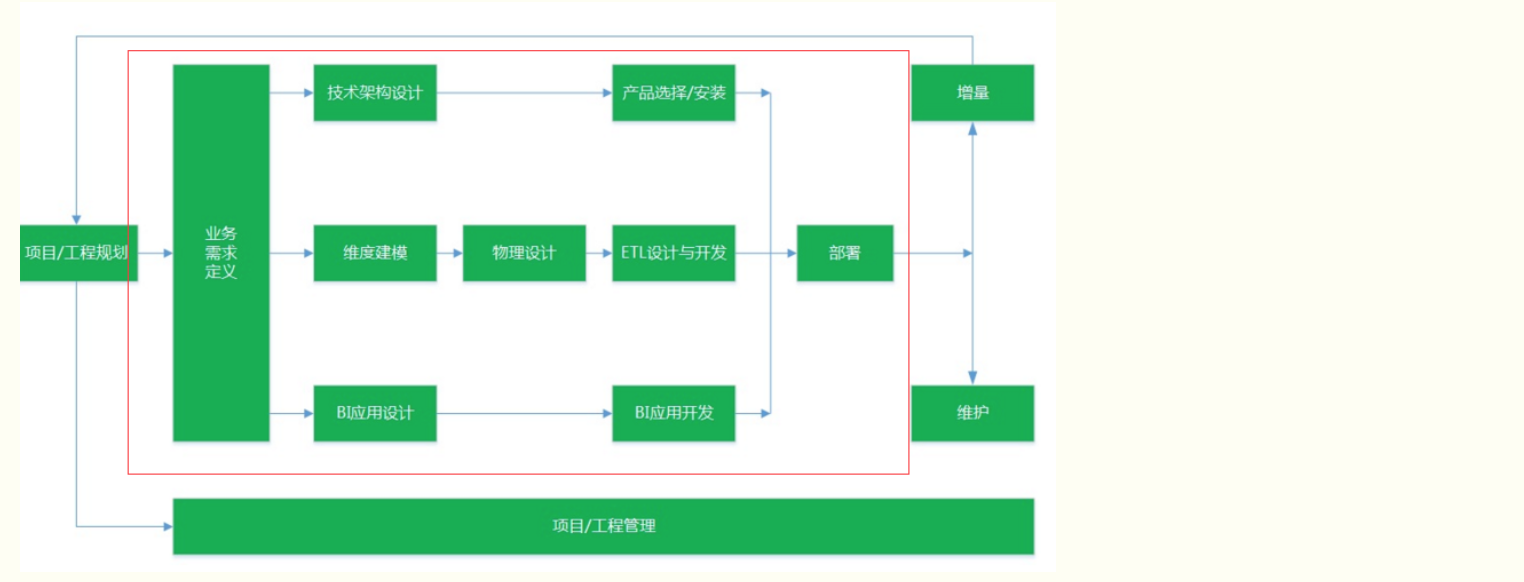 技术架构设计
产品选择/安装
增量
项目/工程规划
业务
需求
定义
维度建模
物理设计
ETL设计与开发
部署
BI应用设计
BI应用开发
维护
项目/工程管理